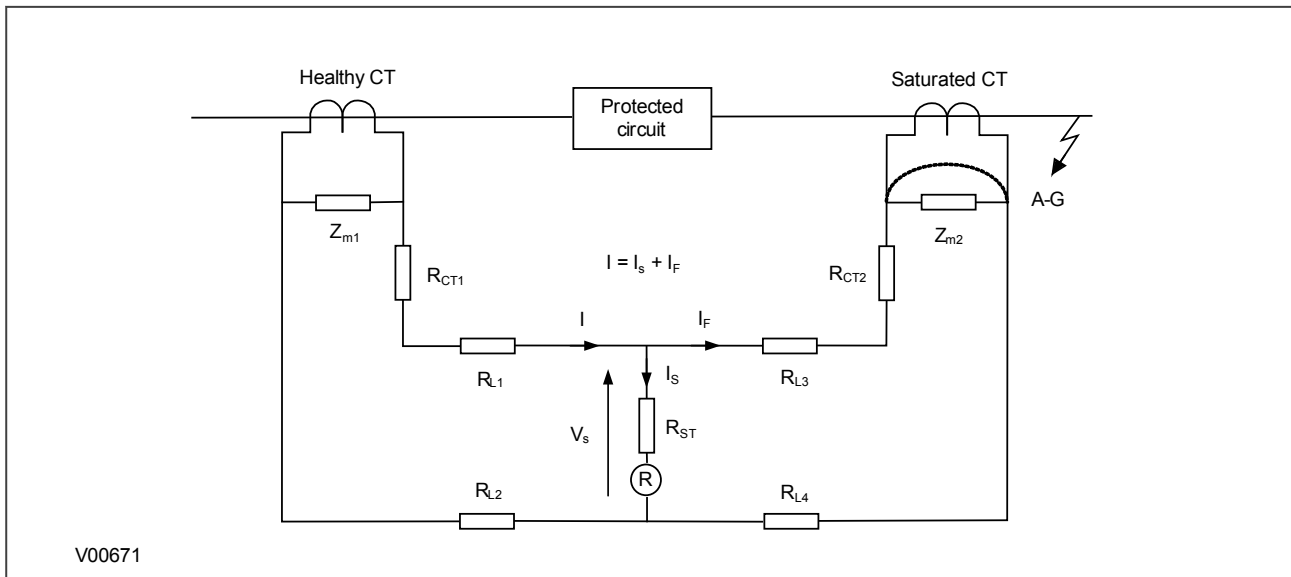 Healthy CT
Saturated CT
Protected
circuit
A-G
Zm1
Zm2
RCT1
I = Is + IF
RCT2
I
IF
RL1
IS
RL3
Vs
RST
R
RL2
RL4
V00671